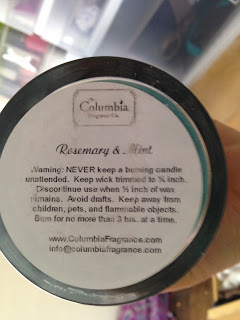 The
Columbia
Fragrance Co.
Rosemary & Mint
Warning: NEVER keep a burning candle
unattended. Keep wick trimmed to ¼ inch.
Discontinue use when ½ inch of wax
remains. Avoid drafts. Keep away from
children, pets, and flammable objects.
Burn for no more than 3 hrs. at a time.
www.ColumbiaFragrance.com
info@columbiafragrance.com